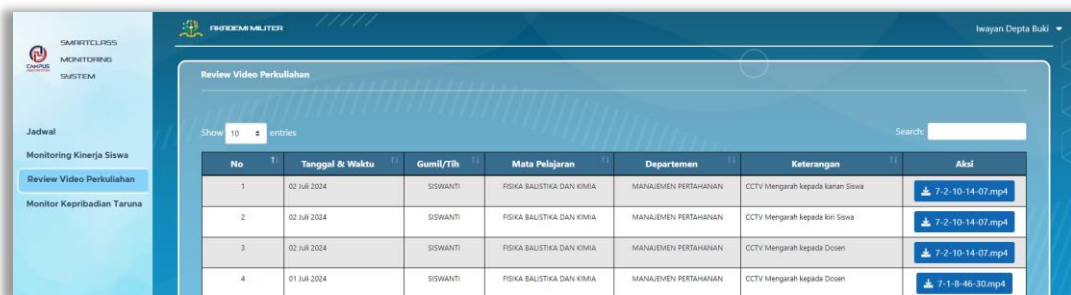 SMARTCLASS
MONITORING
SYSTEM
CAMPUS
AKADEMI MILITER
Iwayan Depta Buki
Jadwal
Monitoring Kinerja Siswa
Review Video Perkuliahan
Monitor Kepribadian Taruna
Review Video Perkuliahan
Show 10 entries
Search:
No Tanggal & Waktu Gumil/Tih Mata Pelajaran Departemen Keterangan Aksi
1 02 Juli 2024 SISWANTI FISIKA BALISTIKA DAN KIMIA MANAJEMEN PERTAHANAN CCTV Mengarah kepada kanan Siswa 7-2-10-14-07.mp4
2 02 Juli 2024 SISWANTI FISIKA BALISTIKA DAN KIMIA MANAJEMEN PERTAHANAN CCTV Mengarah kepada kiri Siswa 7-2-10-14-07.mp4
3 02 Juli 2024 SISWANTI FISIKA BALISTIKA DAN KIMIA MANAJEMEN PERTAHANAN CCTV Mengarah kepada Dosen 7-2-10-14-07.mp4
4 01 Juli 2024 SISWANTI FISIKA BALISTIKA DAN KIMIA MANAJEMEN PERTAHANAN CCTV Mengarah kepada Dosen 7-1-8-46-30.mp4